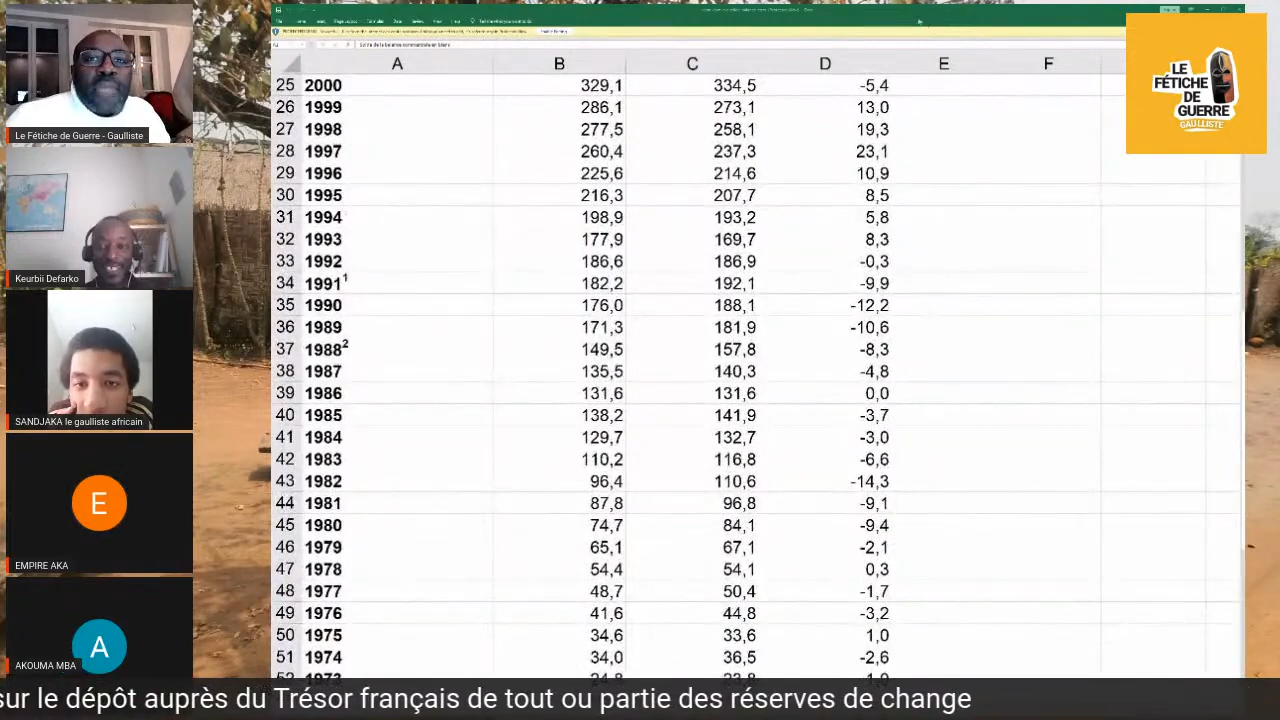 Le Fétiche de Guerre - Gaulliste
Keurbii Defarko
SANDJAKA le gaulliste africain
E
EMPIRE AKA
A
AKOUMA MBA
LE
FÉTICHE
DE
GUERRE
GAULLISTE
A B C D E F
25 2000 329,1 334,5 -5,4
26 1999 286,1 273,1 13,0
27 1998 277,5 258,1 19,3
28 1997 260,4 237,3 23,1
29 1996 225,6 214,6 10,9
30 1995 216,3 207,7 8,5
31 1994 198,9 193,2 5,8
32 1993 177,9 169,7 8,3
33 1992 186,6 186,9 -0,3
34 1991¹ 182,2 192,1 -9,9
35 1990 176,0 188,1 -12,2
36 1989 171,3 181,9 -10,6
37 1988² 149,5 157,8 -8,3
38 1987 135,5 140,3 -4,8
39 1986 131,6 131,6 0,0
40 1985 138,2 141,9 -3,7
41 1984 129,7 132,7 -3,0
42 1983 110,2 116,8 -6,6
43 1982 96,4 110,6 -14,3
44 1981 87,8 96,8 -9,1
45 1980 74,7 84,1 -9,4
46 1979 65,1 67,1 -2,1
47 1978 54,4 54,1 0,3
48 1977 48,7 50,4 -1,7
49 1976 41,6 44,8 -3,2
50 1975 34,6 33,6 1,0
51 1974 34,0 36,5 -2,6
sur le dépôt auprès du Trésor français de tout ou partie des réserves de change